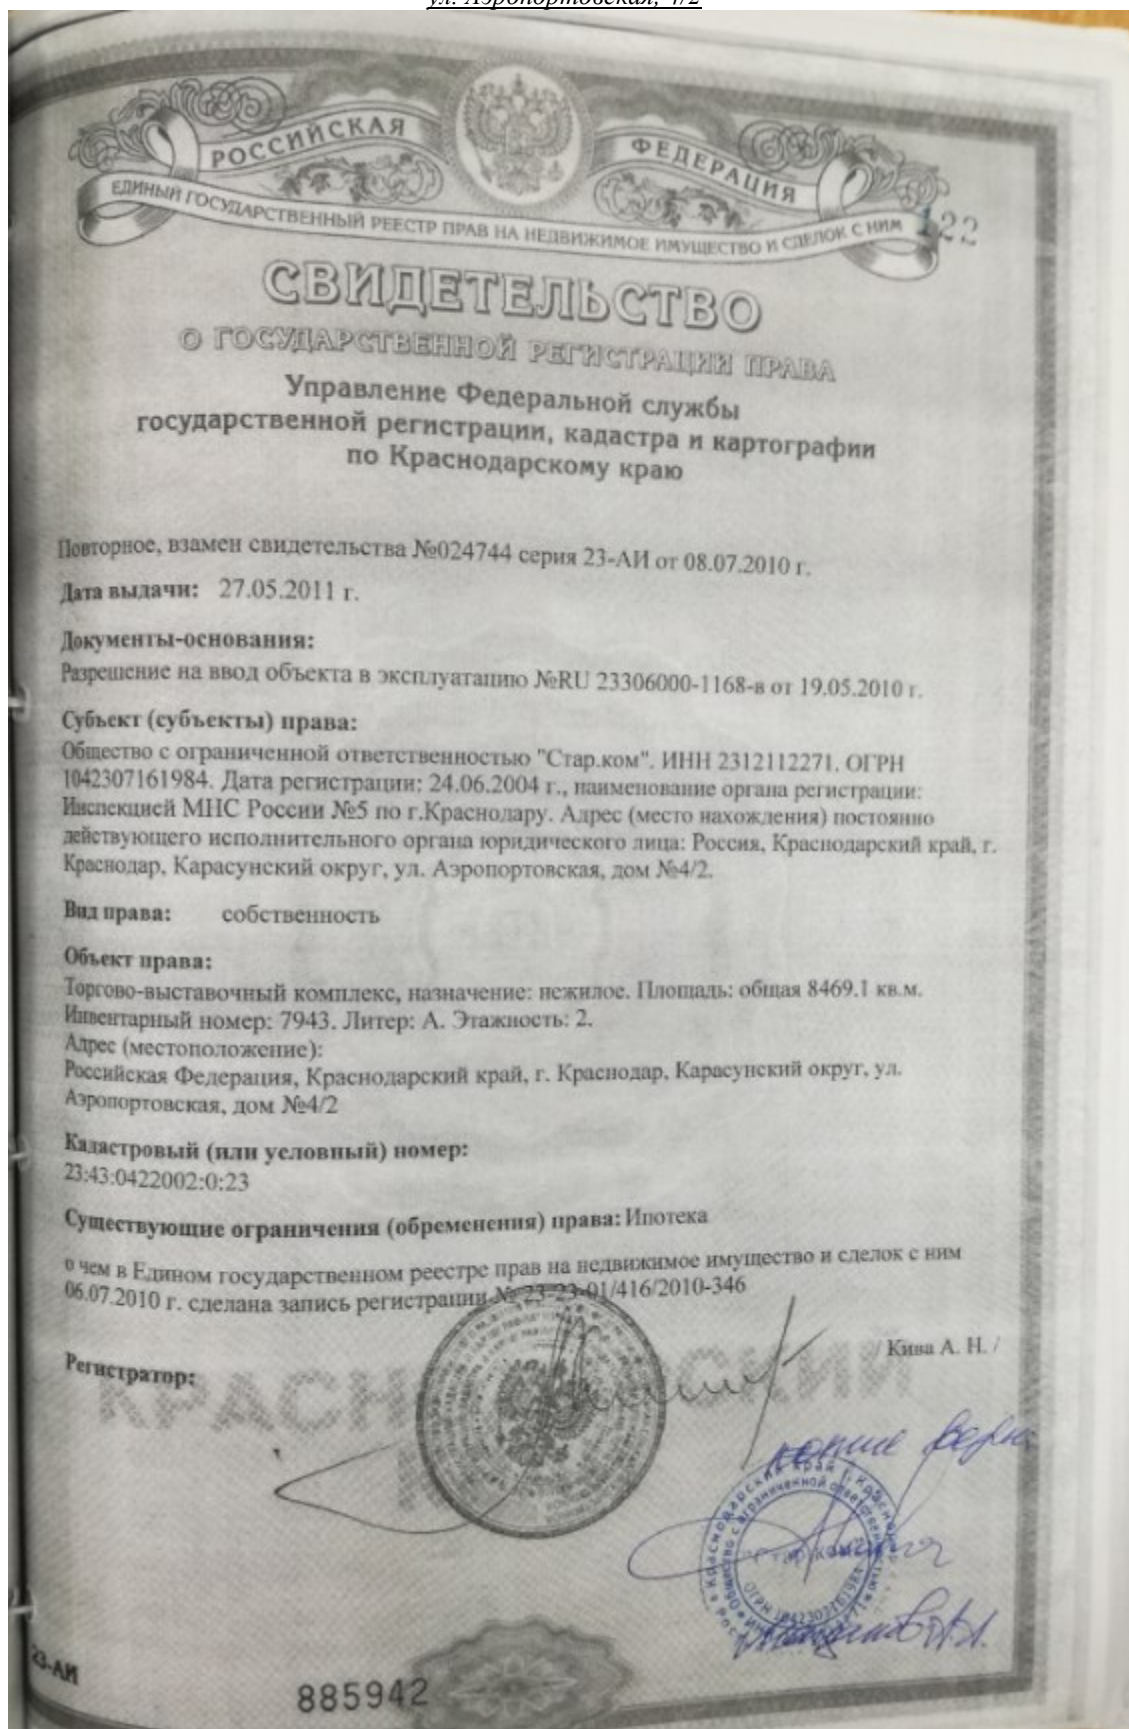 ул. Аэропортовская, 4/2
РОССИЙСКАЯ ФЕДЕРАЦИЯ
ЕДИНЫЙ ГОСУДАРСТВЕННЫЙ РЕЕСТР ПРАВ НА НЕДВИЖИМОЕ ИМУЩЕСТВО И СДЕЛОК С НИМ
122
СВИДЕТЕЛЬСТВО
О ГОСУДАРСТВЕННОЙ РЕГИСТРАЦИИ ПРАВА
Управление Федеральной службы
государственной регистрации, кадастра и картографии
по Краснодарскому краю
Повторное, взамен свидетельства №024744 серия 23-АИ от 08.07.2010 г.
Дата выдачи: 27.05.2011 г.
Документы-основания:
Разрешение на ввод объекта в эксплуатацию №RU 23306000-1168-в от 19.05.2010 г.
Субъект (субъекты) права:
Общество с ограниченной ответственностью "Стар.ком". ИНН 2312112271. ОГРН
1042307161984. Дата регистрации: 24.06.2004 г., наименование органа регистрации:
Инспекцией МНС России №5 по г.Краснодару. Адрес (место нахождения) постоянно
действующего исполнительного органа юридического лица: Россия, Краснодарский край, г.
Краснодар, Карасунский округ, ул. Аэропортовская, дом №4/2.
Вид права: собственность
Объект права:
Торгово-выставочный комплекс, назначение: нежилое. Площадь: общая 8469.1 кв.м.
Инвентарный номер: 7943. Литер: А. Этажность: 2.
Адрес (местоположение):
Российская Федерация, Краснодарский край, г. Краснодар, Карасунский округ, ул.
Аэропортовская, дом №4/2
Кадастровый (или условный) номер:
23:43:0422002:0:23
Существующие ограничения (обременения) права: Ипотека
о чем в Едином государственном реестре прав на недвижимое имущество и сделок с ним
06.07.2010 г. сделана запись регистрации № 23-23-01/416/2010-346
Регистратор: / Кива А. Н. /
копие верна
23-АИ
885942